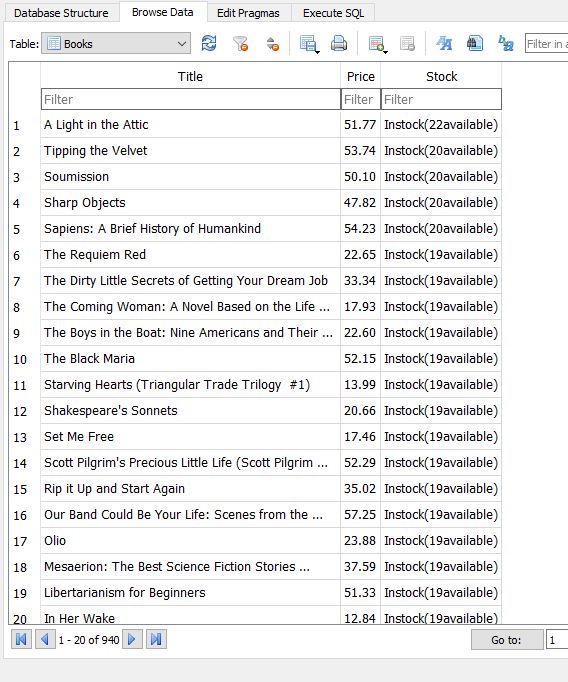 Database Structure Browse Data Edit Pragmas Execute SQL
Table: Books Filter in a
Title Price Stock
Filter Filter Filter
1 A Light in the Attic 51.77 Instock(22available)
2 Tipping the Velvet 53.74 Instock(20available)
3 Soumission 50.10 Instock(20available)
4 Sharp Objects 47.82 Instock(20available)
5 Sapiens: A Brief History of Humankind 54.23 Instock(20available)
6 The Requiem Red 22.65 Instock(19available)
7 The Dirty Little Secrets of Getting Your Dream Job 33.34 Instock(19available)
8 The Coming Woman: A Novel Based on the Life ... 17.93 Instock(19available)
9 The Boys in the Boat: Nine Americans and Their ... 22.60 Instock(19available)
10 The Black Maria 52.15 Instock(19available)
11 Starving Hearts (Triangular Trade Trilogy  #1) 13.99 Instock(19available)
12 Shakespeare's Sonnets 20.66 Instock(19available)
13 Set Me Free 17.46 Instock(19available)
14 Scott Pilgrim's Precious Little Life (Scott Pilgrim ... 52.29 Instock(19available)
15 Rip it Up and Start Again 35.02 Instock(19available)
16 Our Band Could Be Your Life: Scenes from the ... 57.25 Instock(19available)
17 Olio 23.88 Instock(19available)
18 Mesaerion: The Best Science Fiction Stories ... 37.59 Instock(19available)
19 Libertarianism for Beginners 51.33 Instock(19available)
20 In Her Wake 12.84 Instock(19available)
1 - 20 of 940 Go to: 1